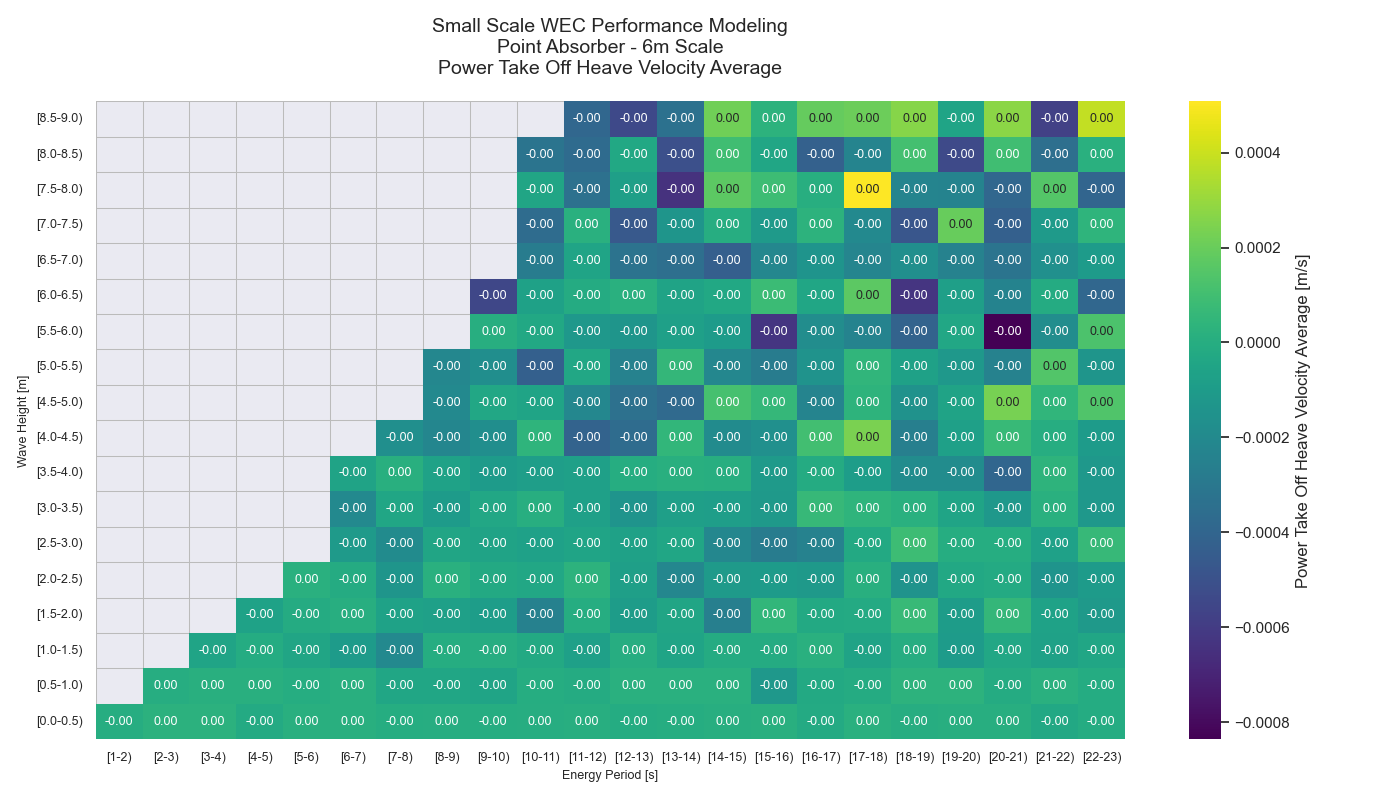 Small Scale WEC Performance Modeling
Point Absorber - 6m Scale
Power Take Off Heave Velocity Average
[8.5-9.0) -0.00 -0.00 -0.00 0.00 0.00 0.00 0.00 0.00 -0.00 0.00 -0.00 0.00
[8.0-8.5) -0.00 -0.00 -0.00 -0.00 0.00 -0.00 -0.00 -0.00 0.00 -0.00 0.00 -0.00 0.00
[7.5-8.0) -0.00 -0.00 -0.00 -0.00 0.00 0.00 0.00 0.00 -0.00 -0.00 -0.00 0.00 -0.00
[7.0-7.5) -0.00 0.00 -0.00 -0.00 -0.00 -0.00 0.00 -0.00 -0.00 0.00 -0.00 -0.00 0.00
[6.5-7.0) -0.00 -0.00 -0.00 -0.00 -0.00 -0.00 -0.00 -0.00 -0.00 -0.00 -0.00 -0.00 -0.00
[6.0-6.5) -0.00 -0.00 -0.00 0.00 -0.00 -0.00 0.00 -0.00 0.00 -0.00 -0.00 -0.00 -0.00 -0.00
[5.5-6.0) 0.00 -0.00 -0.00 -0.00 -0.00 -0.00 -0.00 -0.00 -0.00 -0.00 -0.00 -0.00 -0.00 0.00
[5.0-5.5) -0.00 -0.00 -0.00 -0.00 -0.00 0.00 -0.00 -0.00 -0.00 0.00 -0.00 -0.00 -0.00 0.00 -0.00
[4.5-5.0) -0.00 -0.00 -0.00 -0.00 -0.00 -0.00 0.00 0.00 -0.00 0.00 -0.00 -0.00 0.00 0.00 0.00
[4.0-4.5) -0.00 -0.00 -0.00 0.00 -0.00 -0.00 0.00 -0.00 -0.00 0.00 0.00 -0.00 -0.00 0.00 -0.00 -0.00
[3.5-4.0) -0.00 0.00 -0.00 -0.00 -0.00 -0.00 -0.00 0.00 0.00 -0.00 -0.00 -0.00 -0.00 -0.00 -0.00 0.00 -0.00
[3.0-3.5) -0.00 -0.00 -0.00 -0.00 0.00 -0.00 -0.00 -0.00 -0.00 -0.00 0.00 0.00 0.00 -0.00 -0.00 0.00 -0.00
[2.5-3.0) -0.00 -0.00 -0.00 -0.00 -0.00 -0.00 -0.00 -0.00 -0.00 -0.00 -0.00 -0.00 0.00 -0.00 -0.00 -0.00 0.00
[2.0-2.5) 0.00 -0.00 -0.00 0.00 -0.00 -0.00 0.00 -0.00 -0.00 -0.00 -0.00 -0.00 0.00 -0.00 -0.00 -0.00 -0.00 -0.00
[1.5-2.0) -0.00 -0.00 0.00 -0.00 -0.00 -0.00 -0.00 -0.00 -0.00 -0.00 -0.00 0.00 -0.00 -0.00 0.00 -0.00 0.00 -0.00 -0.00
[1.0-1.5) -0.00 -0.00 -0.00 -0.00 -0.00 -0.00 -0.00 -0.00 -0.00 0.00 -0.00 -0.00 -0.00 0.00 -0.00 0.00 -0.00 -0.00 -0.00 -0.00
[0.5-1.0) 0.00 0.00 0.00 -0.00 0.00 -0.00 -0.00 -0.00 -0.00 -0.00 0.00 0.00 0.00 -0.00 -0.00 -0.00 0.00 0.00 -0.00 0.00 -0.00
[0.0-0.5) -0.00 0.00 0.00 -0.00 0.00 0.00 -0.00 0.00 -0.00 0.00 0.00 -0.00 -0.00 0.00 0.00 -0.00 0.00 -0.00 0.00 0.00 -0.00 -0.00
[1-2) [2-3) [3-4) [4-5) [5-6) [6-7) [7-8) [8-9) [9-10) [10-11) [11-12) [12-13) [13-14) [14-15) [15-16) [16-17) [17-18) [18-19) [19-20) [20-21) [21-22) [22-23)
Energy Period [s]
Wave Height [m]
0.0004
0.0002
0.0000
−0.0002
−0.0004
−0.0006
−0.0008
Power Take Off Heave Velocity Average [m/s]